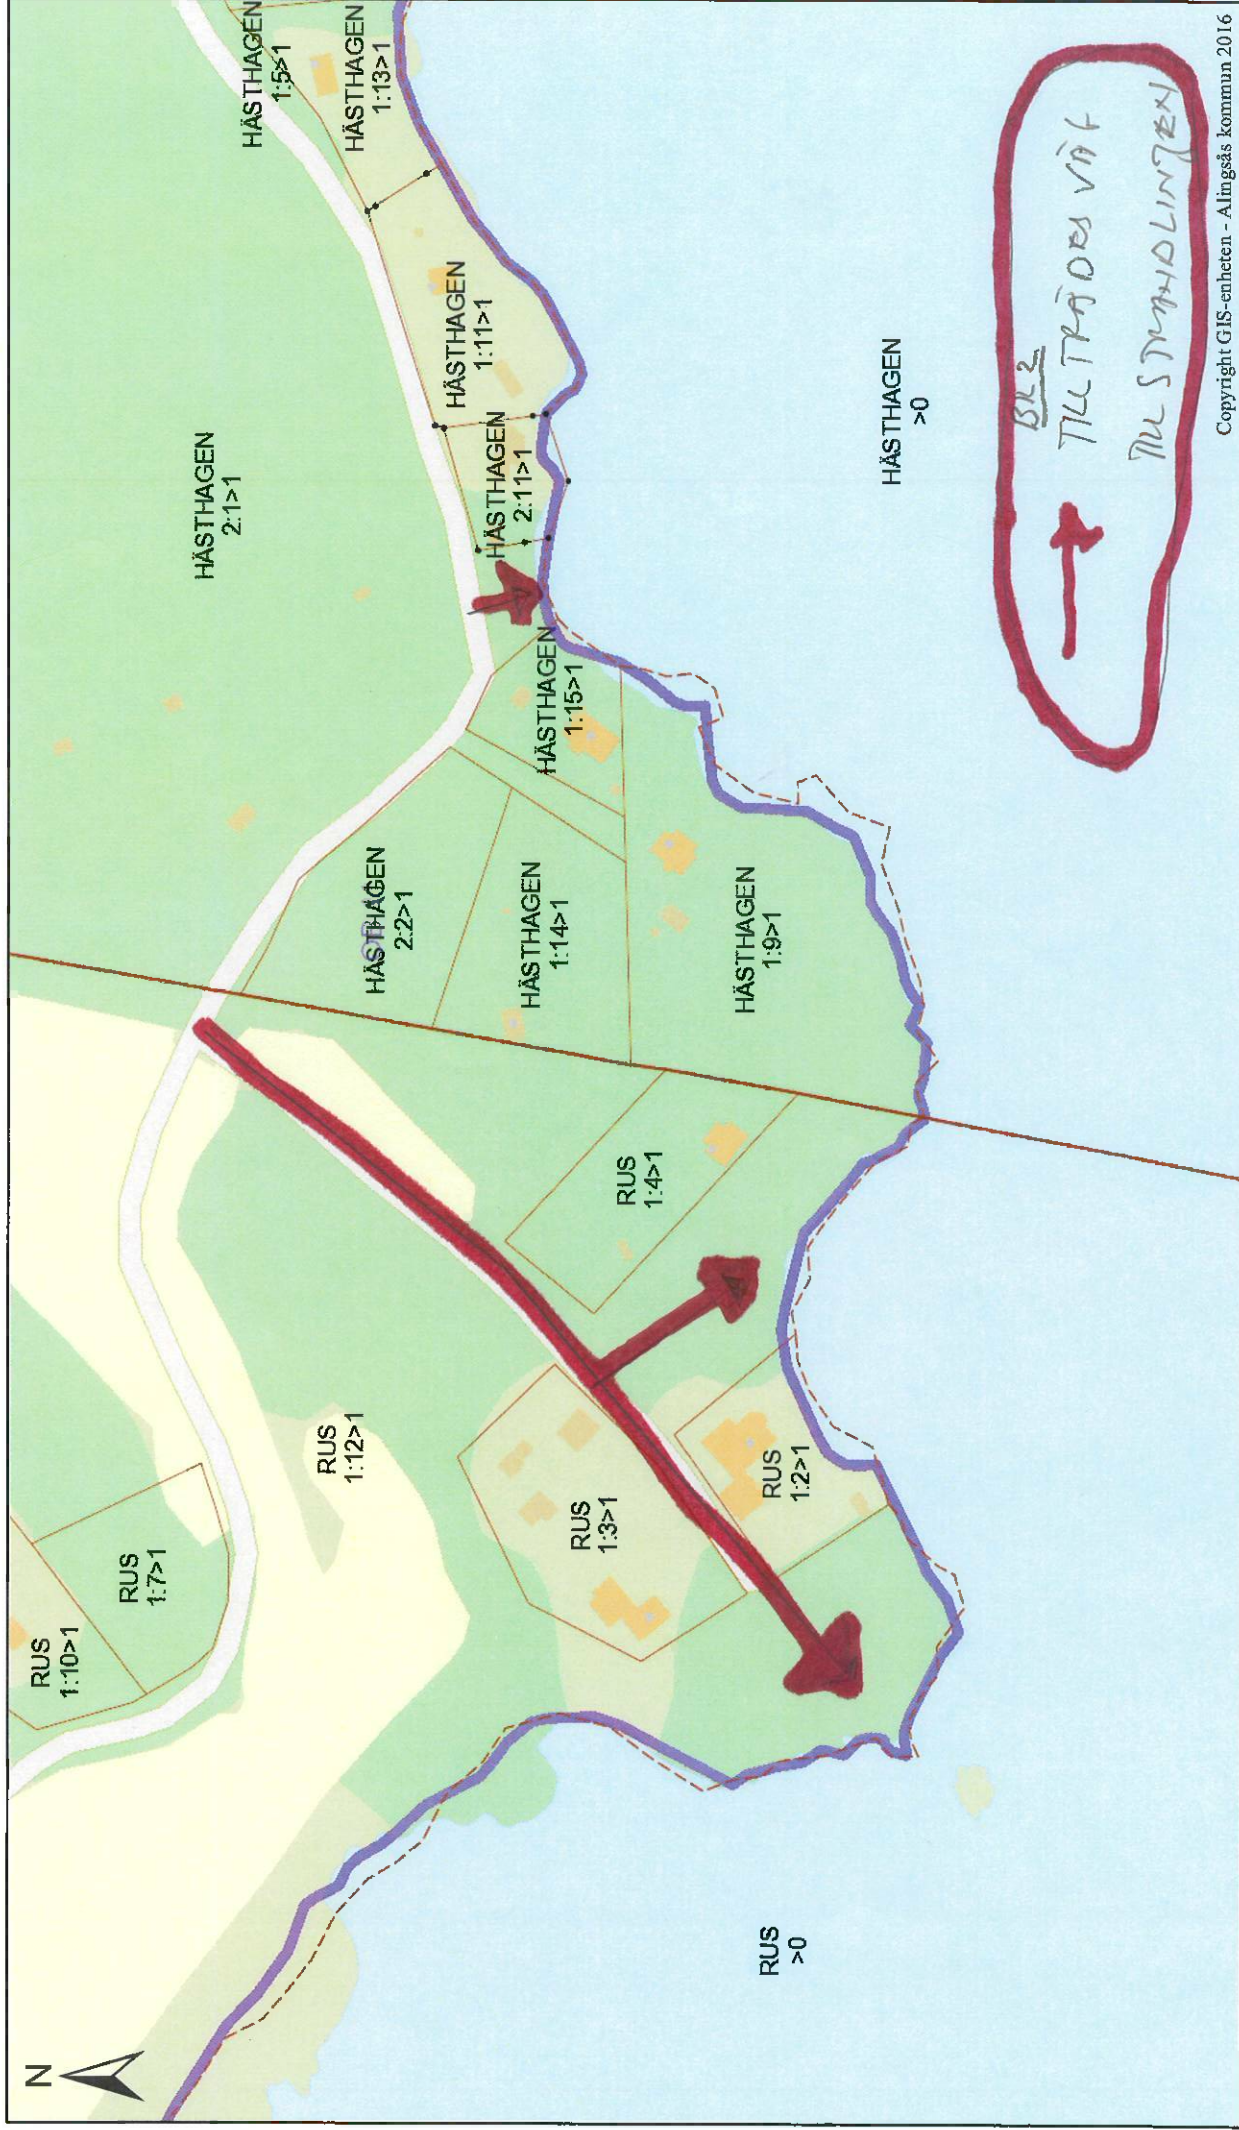 N
RUS
1:10>1
RUS
1:7>1
RUS
1:12>1
RUS
1:3>1
RUS
1:2>1
RUS
1:4>1
RUS
>0
HÄSTHAGEN
2:1>1
HÄSTHAGEN
2:2>1
HÄSTHAGEN
1:14>1
HÄSTHAGEN
1:9>1
HÄSTHAGEN
1:15>1
HÄSTHAGEN
2:11>1
HÄSTHAGEN
1:11>1
HÄSTHAGEN
1:5>1
HÄSTHAGEN
1:13>1
HÄSTHAGEN
>0
BIL 2
TILLTRÄDES VÄG
TILL STRANDLINJEN
Copyright GIS-enheten - Alingsås kommun 2016